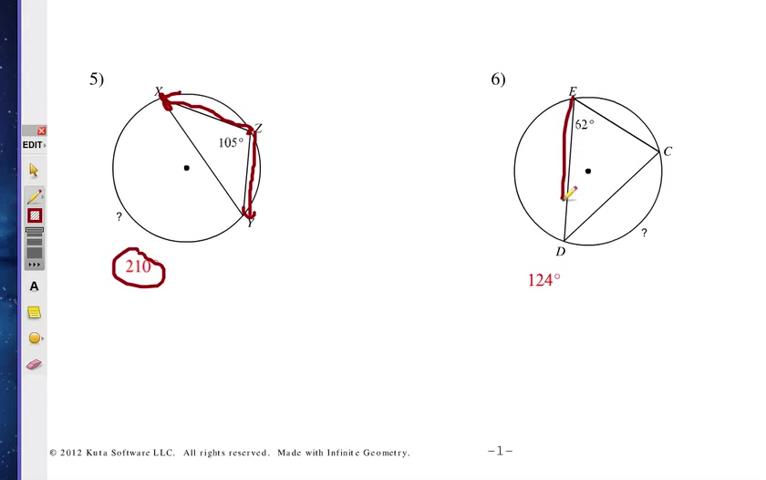 5)
X
Z
105°
?
Y
210°
6)
E
62°
C
?
D
124°
EDIT
A
© 2012 Kuta Software LLC. All rights reserved. Made with Infinite Geometry.
-1-